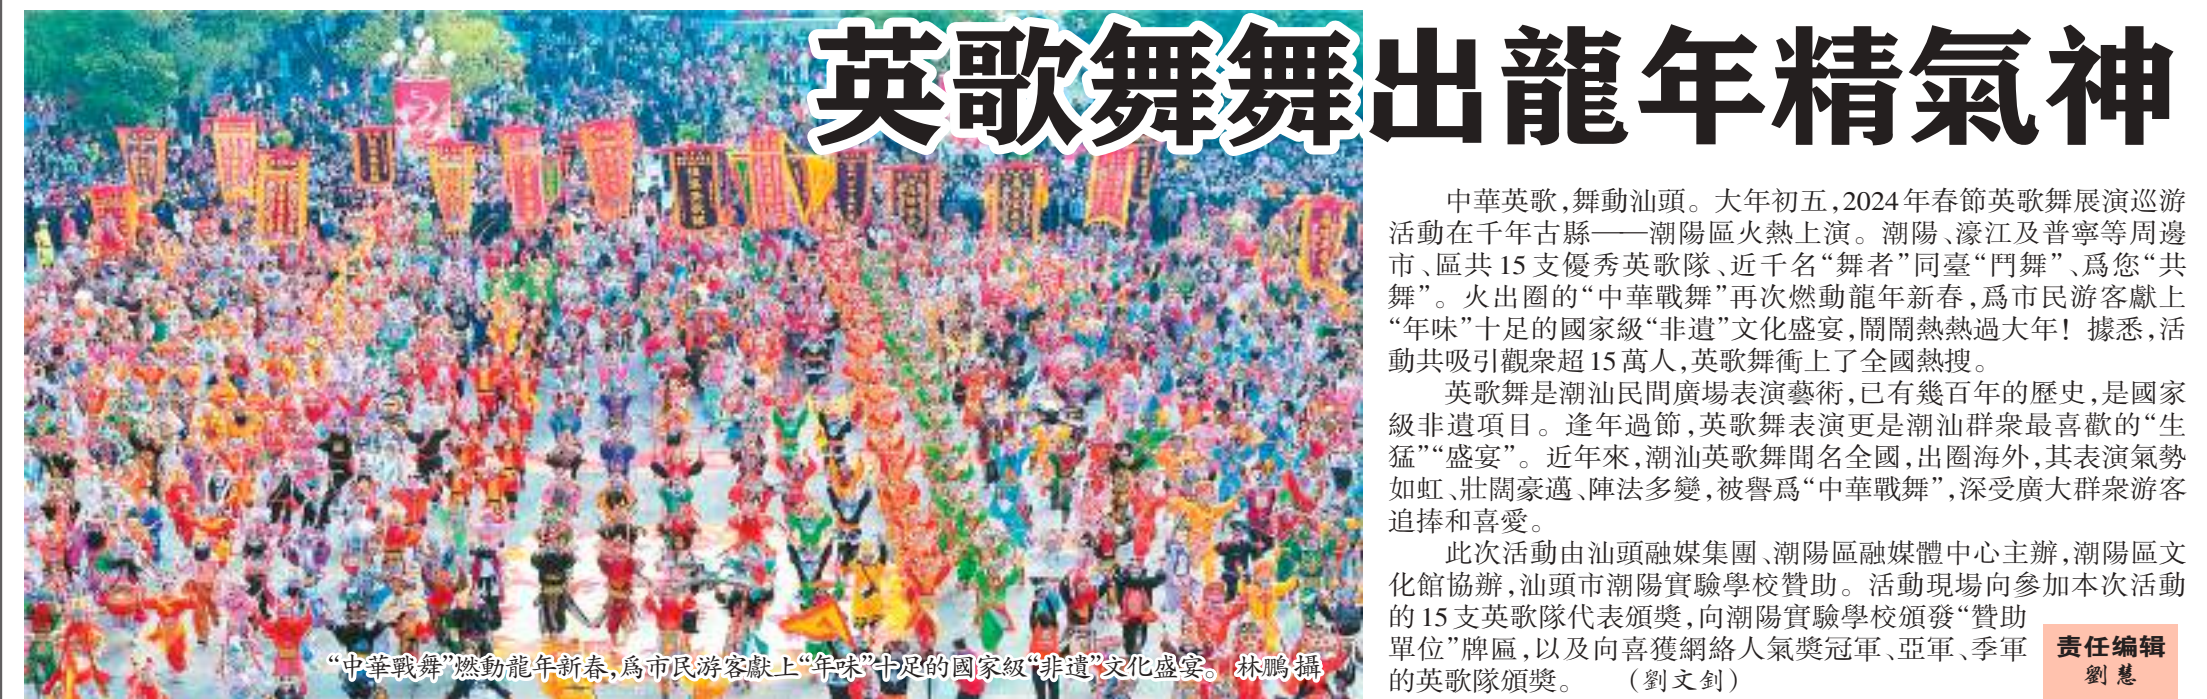 英歌舞舞出龍年精氣神
中華英歌,舞動汕頭。大年初五,2024年春節英歌舞展演巡游
活動在千年古縣——潮陽區火熱上演。潮陽、濠江及普寧等周邊
市、區共15支優秀英歌隊、近千名“舞者”同臺“鬥舞”、爲您“共
舞”。火出圈的“中華戰舞”再次燃動龍年新春,爲市民游客獻上
“年味”十足的國家級“非遺”文化盛宴,鬧鬧熱熱過大年！據悉,活
動共吸引觀衆超15萬人,英歌舞衝上了全國熱搜。
英歌舞是潮汕民間廣場表演藝術,已有幾百年的歷史,是國家
級非遺項目。逢年過節,英歌舞表演更是潮汕群衆最喜歡的“生
猛”“盛宴”。近年來,潮汕英歌舞聞名全國,出圈海外,其表演氣勢
如虹、壯闊豪邁、陣法多變,被譽爲“中華戰舞”,深受廣大群衆游客
追捧和喜愛。
此次活動由汕頭融媒集團、潮陽區融媒體中心主辦,潮陽區文
化館協辦,汕頭市潮陽實驗學校贊助。活動現場向參加本次活動
的15支英歌隊代表頒獎,向潮陽實驗學校頒發“贊助
單位”牌匾,以及向喜獲網絡人氣獎冠軍、亞軍、季軍
的英歌隊頒獎。 （劉文釗）
“中華戰舞”燃動龍年新春,爲市民游客獻上“年味”十足的國家級“非遺”文化盛宴。 林鵬 攝
责任编辑
劉 慧